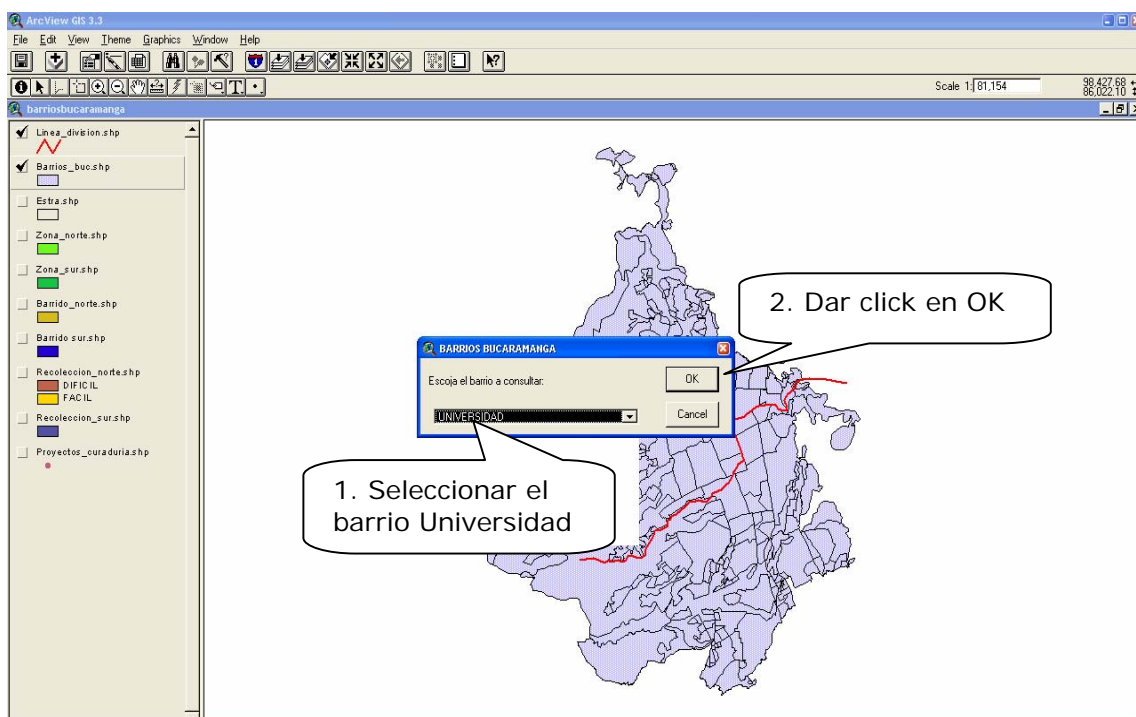 ArcView GIS 3.3
File Edit View Theme Graphics Window Help
Scale 1: 81,154
98,427.68
86,022.10
barriosbucaramanga
Linea_division.shp
Barrios_buc.shp
Estra.shp
Zona_norte.shp
Zona_sur.shp
Barrido_norte.shp
Barrido sur.shp
Recoleccion_norte.shp
DIFICIL
FACIL
Recoleccion_sur.shp
Proyectos_curaduria.shp
2. Dar click en OK
BARRIOS BUCARAMANGA
Escoja el barrio a consultar:
OK
UNIVERSIDAD
Cancel
1. Seleccionar el
barrio Universidad